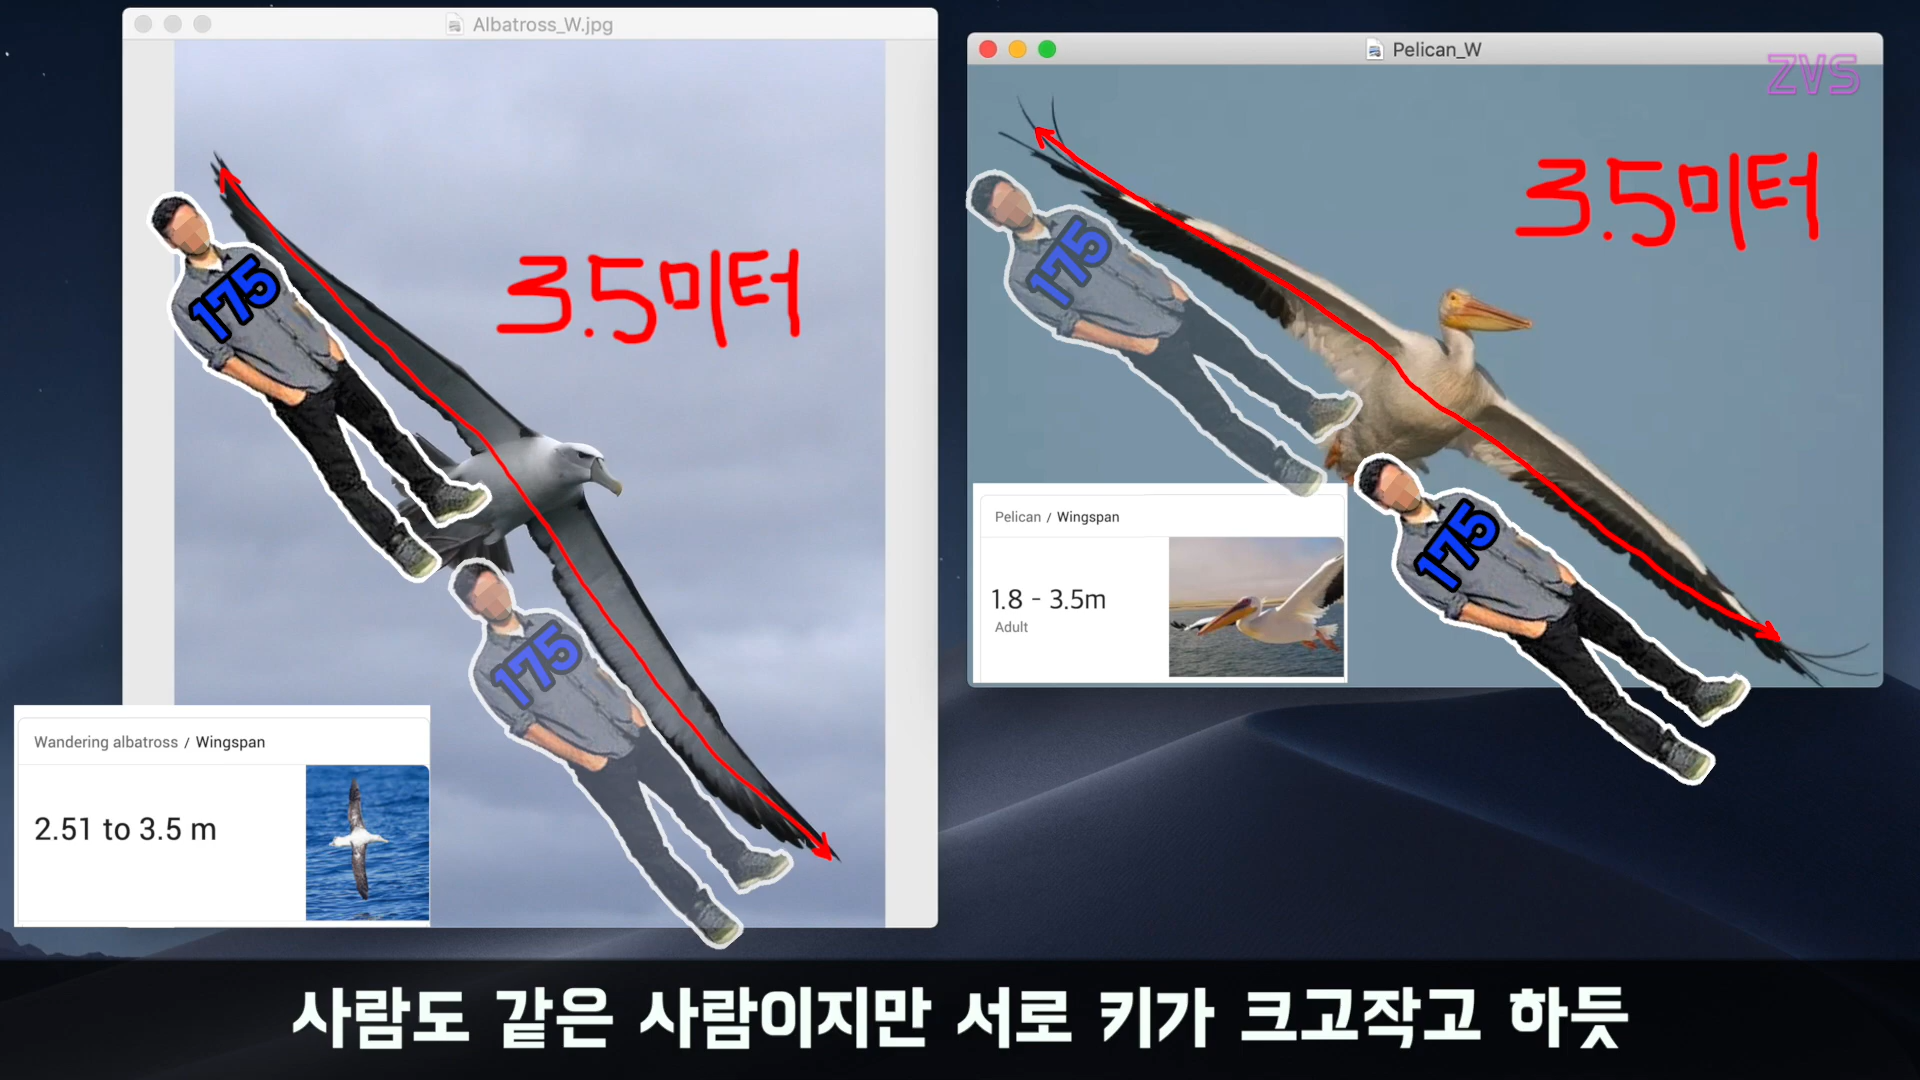 Albatross_W.jpg
3.5미터
175
175
Wandering albatross / Wingspan
2.51 to 3.5 m
Pelican_W
ZVS
3.5미터
175
175
Pelican / Wingspan
1.8 - 3.5m
Adult
사람도 같은 사람이지만 서로 키가 크고작고 하듯